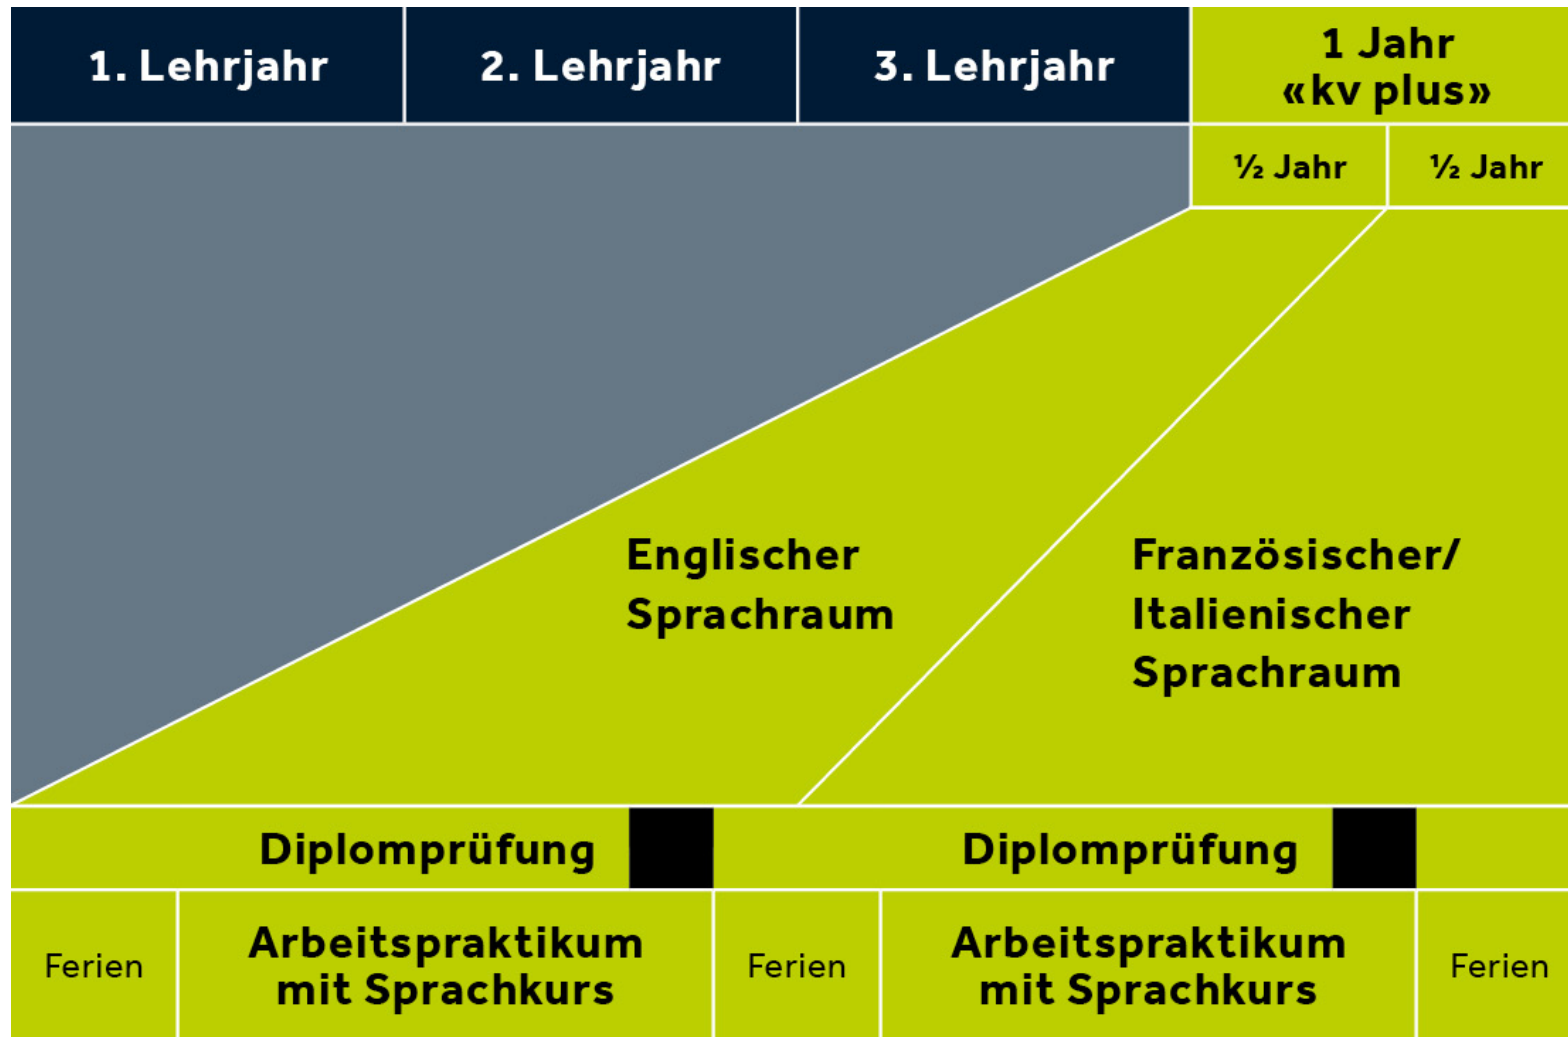 1. Lehrjahr
2. Lehrjahr
3. Lehrjahr
1 Jahr
«kv plus»
½ Jahr
½ Jahr
Englischer
Sprachraum
Französischer/
Italienischer
Sprachraum
Diplomprüfung
Diplomprüfung
Ferien
Arbeitspraktikum
mit Sprachkurs
Ferien
Arbeitspraktikum
mit Sprachkurs
Ferien